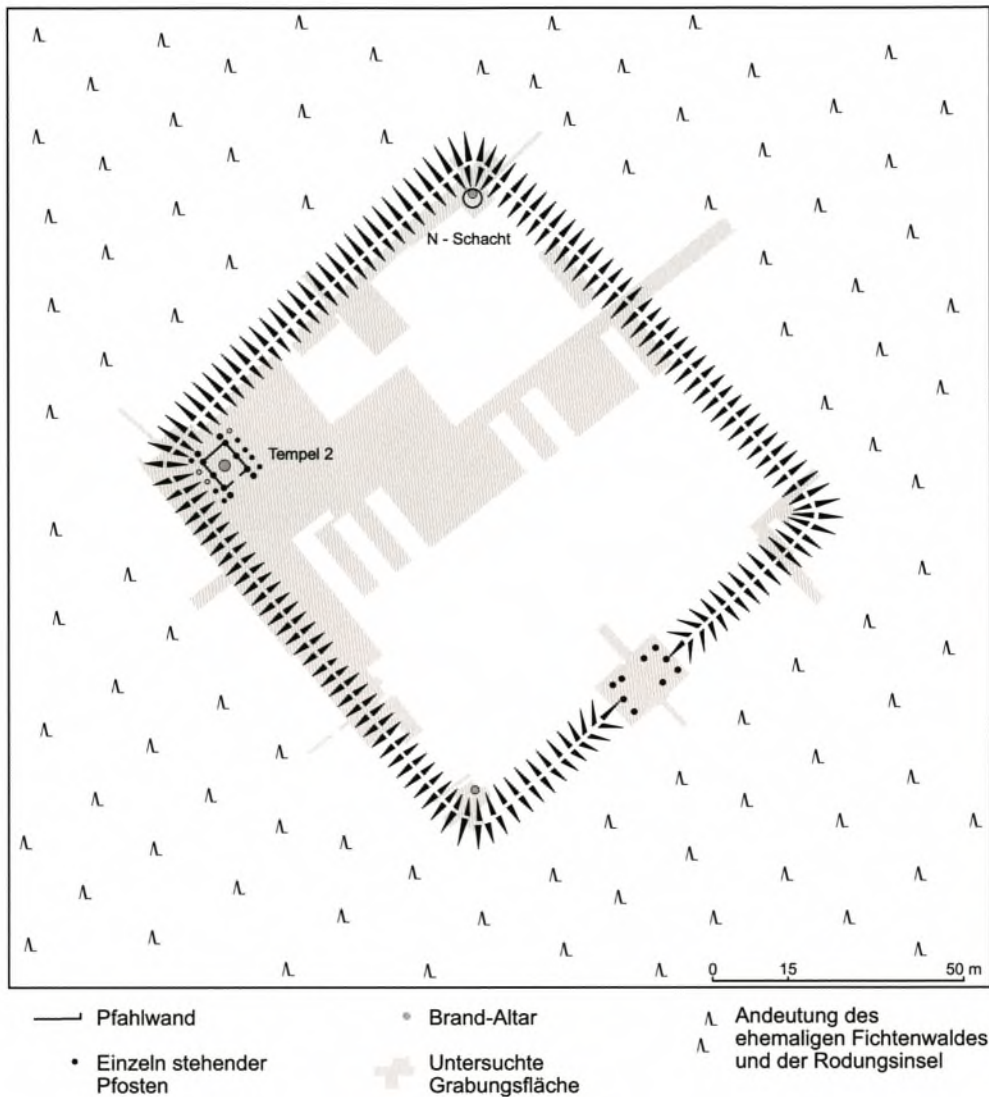 N - Schacht
Tempel 2
0 15 50 m
Pfahlwand
Einzeln stehender
Pfosten
Brand-Altar
Untersuchte
Grabungsfläche
Andeutung des
ehemaligen Fichtenwaldes
und der Rodungsinsel